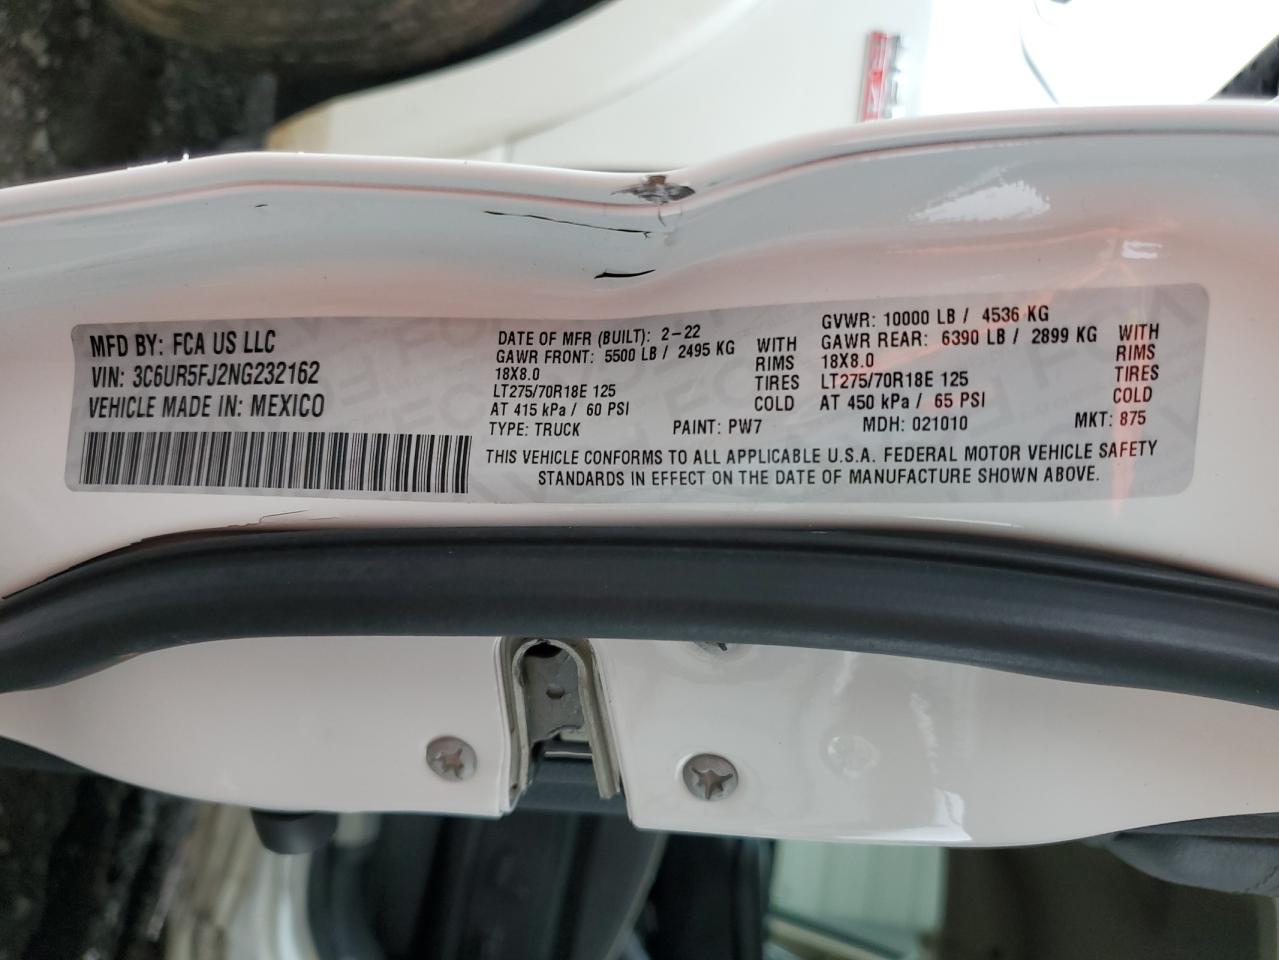 MFD BY: FCA US LLC
VIN: 3C6UR5FJ2NG232162
VEHICLE MADE IN: MEXICO
DATE OF MFR (BUILT): 2-22
GAWR FRONT: 5500 LB / 2495 KG WITH
18X8.0 RIMS
LT275/70R18E 125 TIRES
AT 415 kPa / 60 PSI COLD
GVWR: 10000 LB / 4536 KG
GAWR REAR: 6390 LB / 2899 KG WITH
18X8.0 RIMS
LT275/70R18E 125 TIRES
AT 450 kPa / 65 PSI COLD
TYPE: TRUCK PAINT: PW7 MDH: 021010 MKT: 875
THIS VEHICLE CONFORMS TO ALL APPLICABLE U.S.A. FEDERAL MOTOR VEHICLE SAFETY
STANDARDS IN EFFECT ON THE DATE OF MANUFACTURE SHOWN ABOVE.